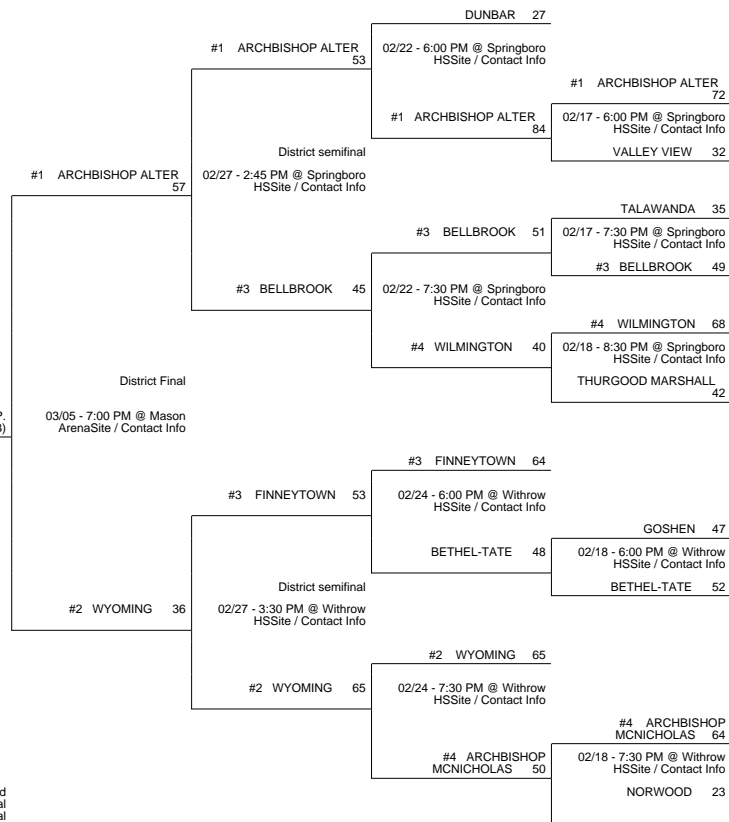 DUNBAR 27
#1 ARCHBISHOP ALTER
53
02/22 - 6:00 PM @ Springboro
HSSite / Contact Info
#1 ARCHBISHOP ALTER
72
#1 ARCHBISHOP ALTER
84
02/17 - 6:00 PM @ Springboro
HSSite / Contact Info
District semifinal
VALLEY VIEW 32
#1 ARCHBISHOP ALTER
57
02/27 - 2:45 PM @ Springboro
HSSite / Contact Info
TALAWANDA 35
#3 BELLBROOK 51
02/17 - 7:30 PM @ Springboro
HSSite / Contact Info
#3 BELLBROOK 49
#3 BELLBROOK 45
02/22 - 7:30 PM @ Springboro
HSSite / Contact Info
#4 WILMINGTON 68
#4 WILMINGTON 40
02/18 - 8:30 PM @ Springboro
HSSite / Contact Info
District Final
THURGOOD MARSHALL
42
P.
3)
03/05 - 7:00 PM @ Mason
ArenaSite / Contact Info
#3 FINNEYTOWN 64
#3 FINNEYTOWN 53
02/24 - 6:00 PM @ Withrow
HSSite / Contact Info
GOSHEN 47
BETHEL-TATE 48
02/18 - 6:00 PM @ Withrow
HSSite / Contact Info
District semifinal
BETHEL-TATE 52
#2 WYOMING 36
02/27 - 3:30 PM @ Withrow
HSSite / Contact Info
#2 WYOMING 65
#2 WYOMING 65
02/24 - 7:30 PM @ Withrow
HSSite / Contact Info
#4 ARCHBISHOP
MCNICHOLAS 64
#4 ARCHBISHOP
MCNICHOLAS 50
02/18 - 7:30 PM @ Withrow
HSSite / Contact Info
NORWOOD 23
d
al
al